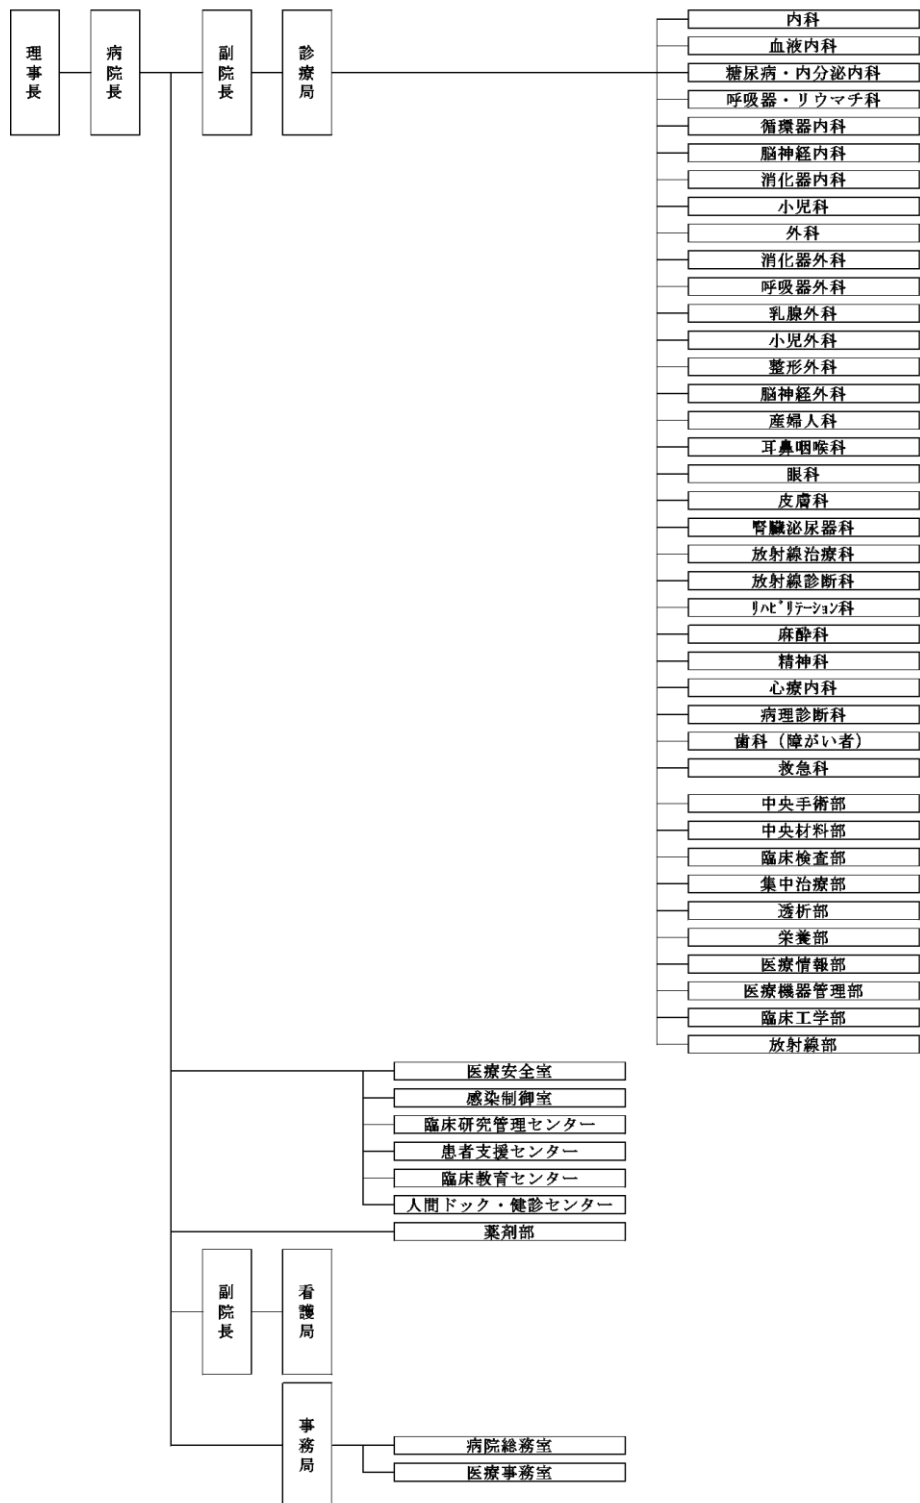 理事長
病院長
副院長
診療局
内科
血液内科
糖尿病・内分泌内科
呼吸器・リウマチ科
循環器内科
脳神経内科
消化器内科
小児科
外科
消化器外科
呼吸器外科
乳腺外科
小児外科
整形外科
脳神経外科
産婦人科
耳鼻咽喉科
眼科
皮膚科
腎臓泌尿器科
放射線治療科
放射線診断科
ﾘﾊﾋﾞﾘﾃｰｼｮﾝ科
麻酔科
精神科
心療内科
病理診断科
歯科（障がい者）
救急科
中央手術部
中央材料部
臨床検査部
集中治療部
透析部
栄養部
医療情報部
医療機器管理部
臨床工学部
放射線部
医療安全室
感染制御室
臨床研究管理センター
患者支援センター
臨床教育センター
人間ドック・健診センター
薬剤部
副院長
看護局
事務局
病院総務室
医療事務室